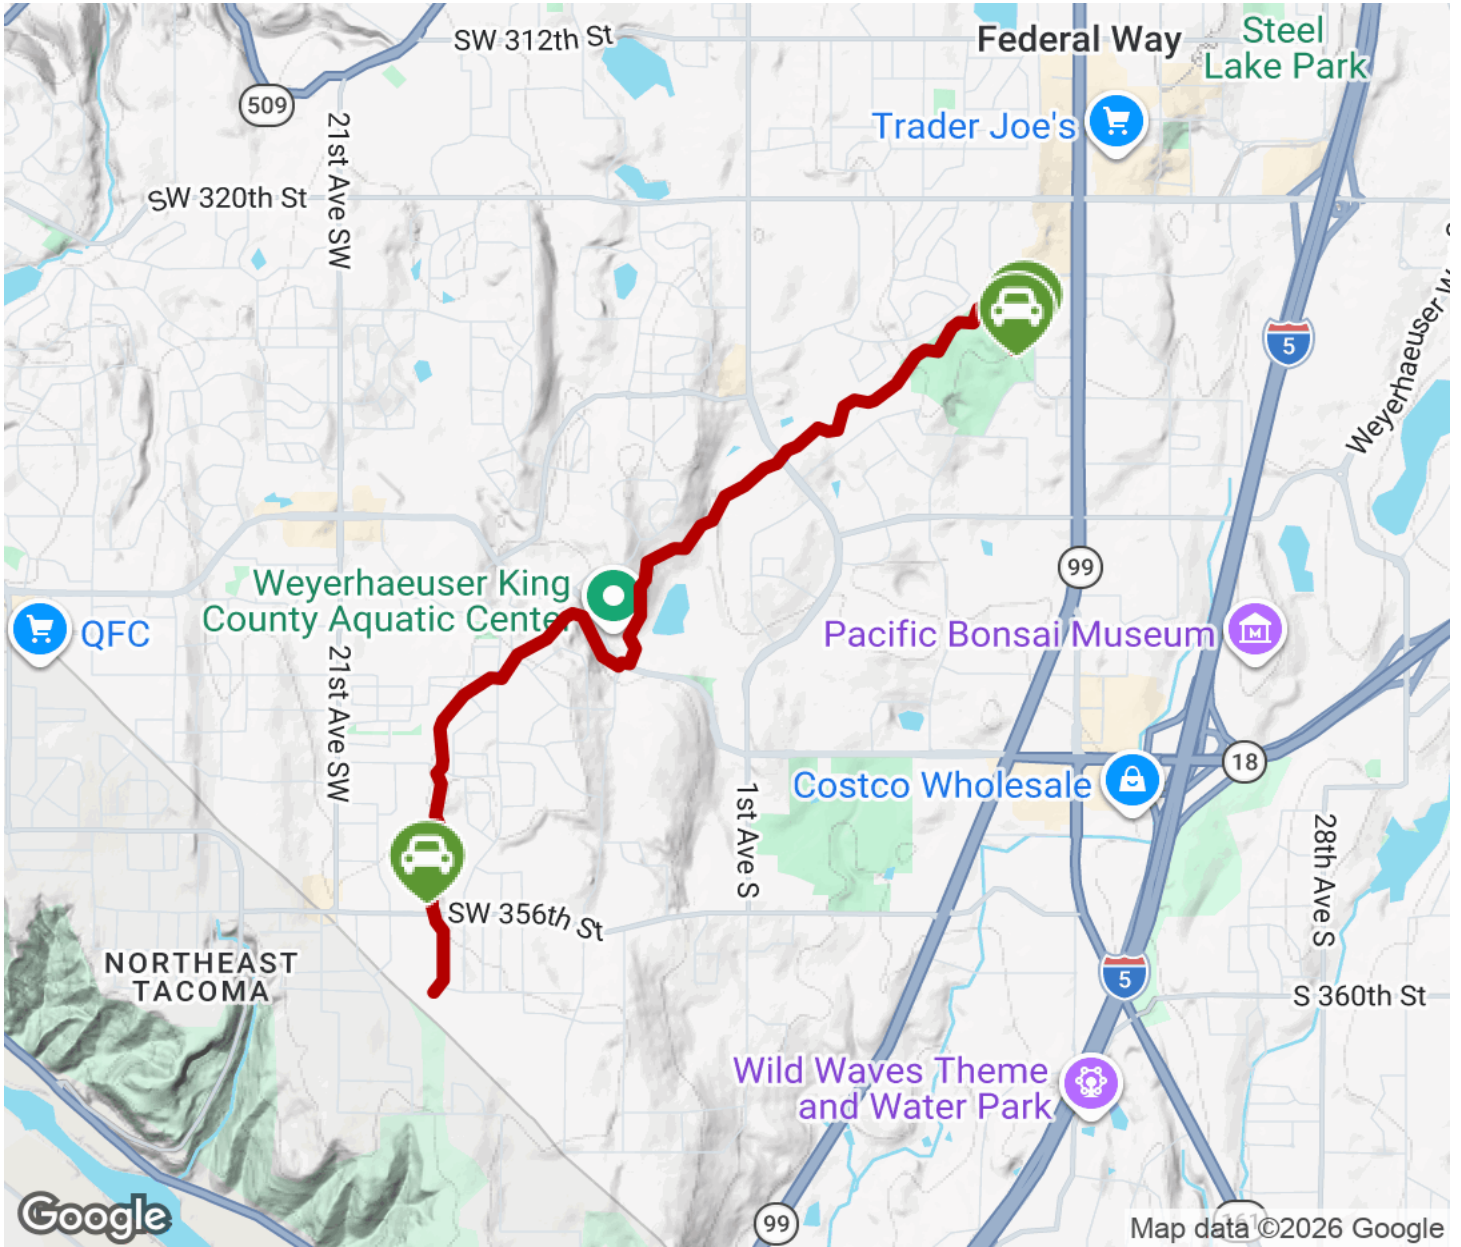 SW 312th St
Federal Way
Steel
Lake Park
509
Trader Joe's
21st Ave SW
SW 320th St
5
Weyerhaeuser W
99
Weyerhaeuser King
County Aquatic Center
QFC
Pacific Bonsai Museum
21st Ave SW
18
Costco Wholesale
1st Ave S
28th Ave S
SW 356th St
NORTHEAST
TACOMA
5
S 360th St
Wild Waves Theme
and Water Park
99
161
Google
Map data ©2026 Google